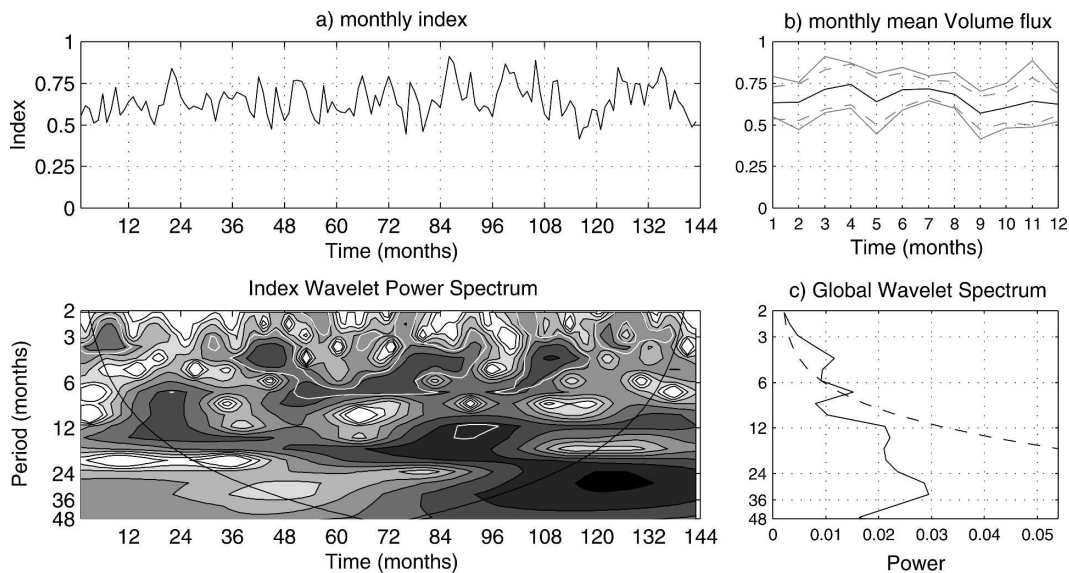 a) monthly index
1
0.75
0.5
0.25
0
Index
12 24 36 48 60 72 84 96 108 120 132 144
Time (months)
b) monthly mean Volume flux
1
0.75
0.5
0.25
0
1 2 3 4 5 6 7 8 9 10 11 12
Time (months)
Index Wavelet Power Spectrum
2
3
6
12
24
36
48
Period (months)
12 24 36 48 60 72 84 96 108 120 132 144
Time (months)
c) Global Wavelet Spectrum
2
3
6
12
24
36
48
0 0.01 0.02 0.03 0.04 0.05
Power